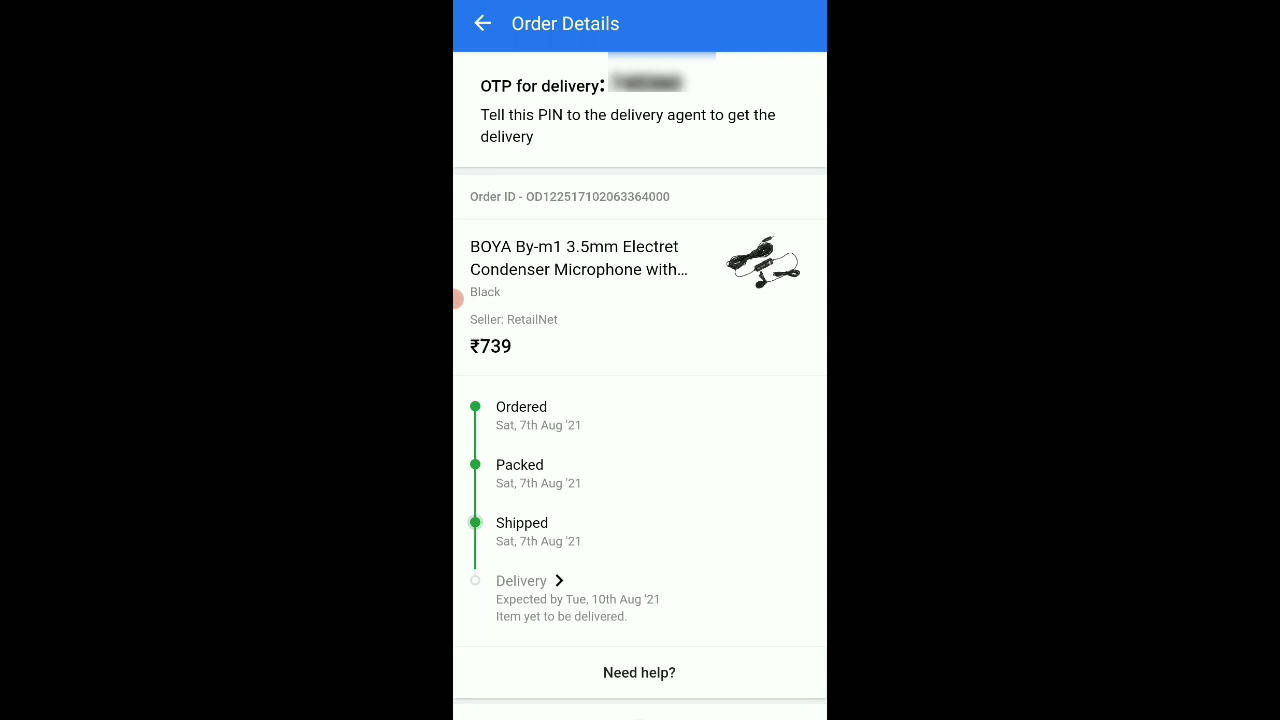 Order Details
OTP for delivery:
Tell this PIN to the delivery agent to get the
delivery
Order ID - OD122517102063364000
BOYA By-m1 3.5mm Electret
Condenser Microphone with...
Black
Seller: RetailNet
₹739
Ordered
Sat, 7th Aug '21
Packed
Sat, 7th Aug '21
Shipped
Sat, 7th Aug '21
Delivery
Expected by Tue, 10th Aug '21
Item yet to be delivered.
Need help?